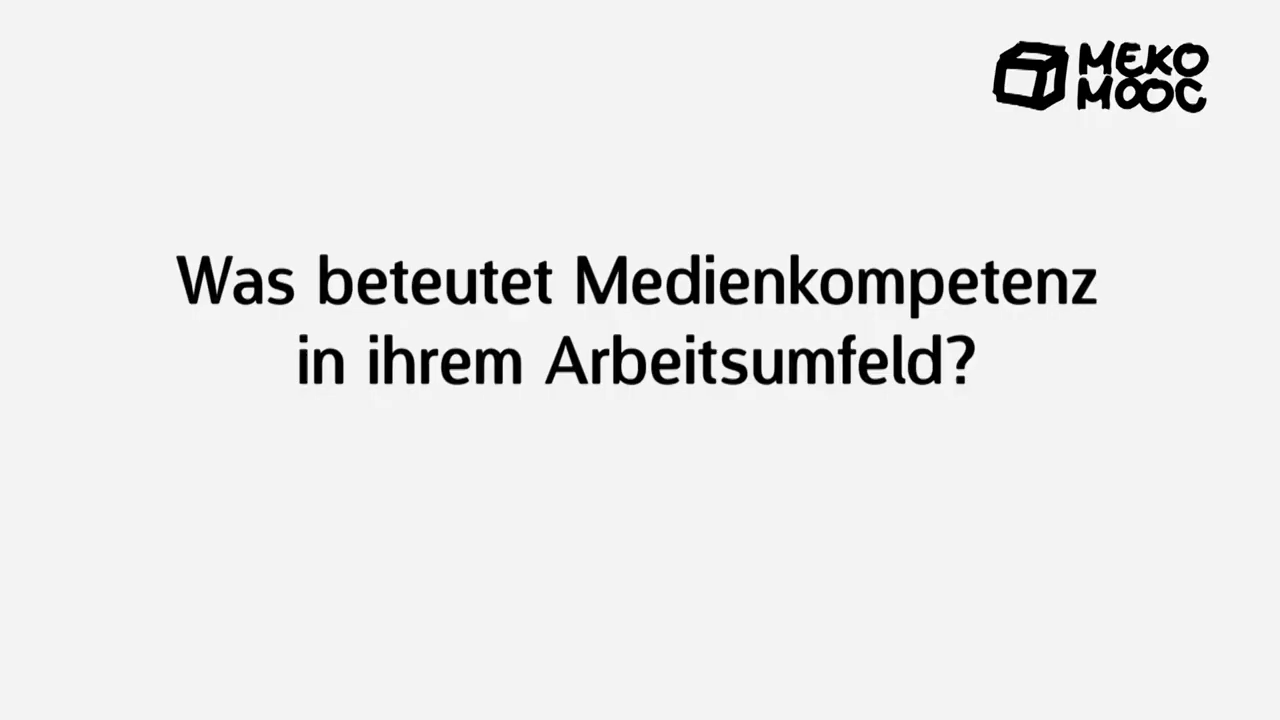 MEKO
MOOC
Was beteutet Medienkompetenz
in ihrem Arbeitsumfeld?